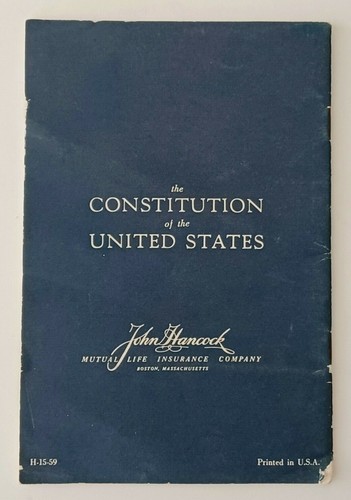 the
CONSTITUTION
of the
UNITED STATES
John Hancock
MUTUAL LIFE INSURANCE COMPANY
BOSTON, MASSACHUSETTS
H-15-59 Printed in U.S.A.